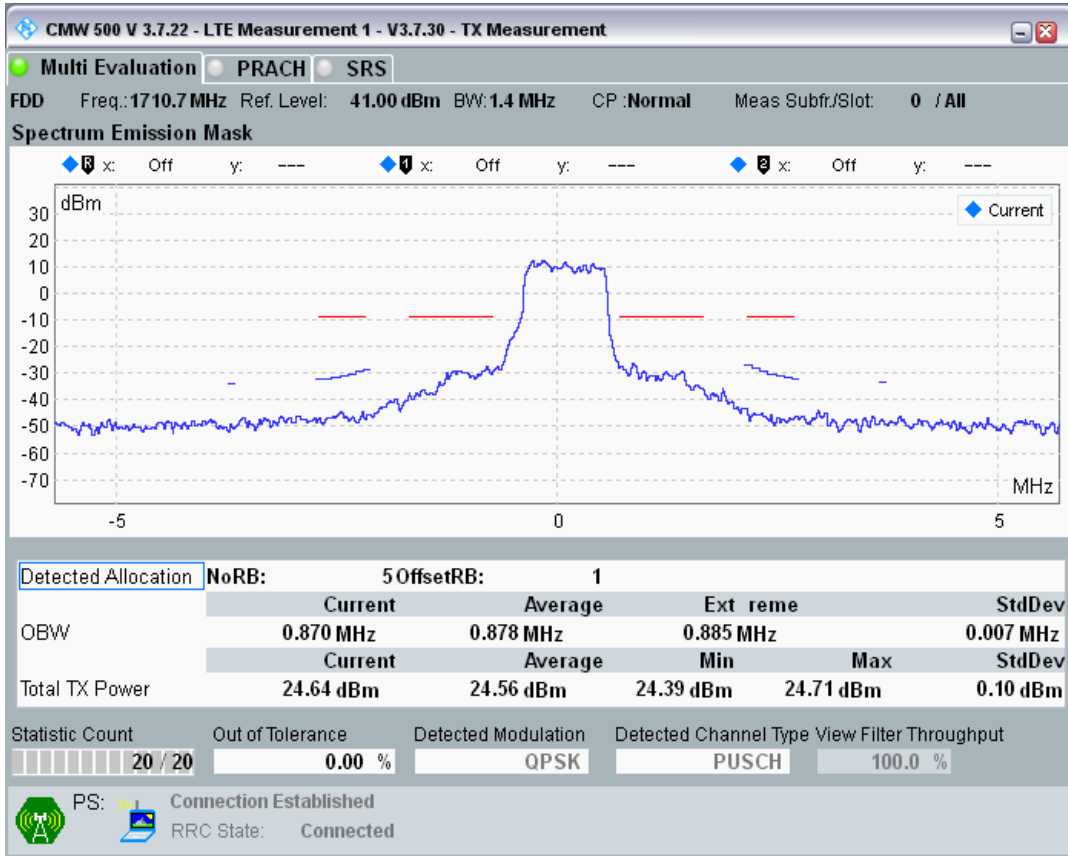 CMW 500 V 3.7.22 - LTE Measurement 1 - V3.7.30 - TX Measurement
Multi Evaluation PRACH SRS
FDD Freq.: 1710.7 MHz Ref. Level: 41.00 dBm BW: 1.4 MHz CP : Normal Meas Subfr./Slot: 0 / All
Spectrum Emission Mask
R x: Off y: --- 1 x: Off y: --- 2 x: Off y: ---
dBm
Current
30
20
10
0
-10
-20
-30
-40
-50
-60
-70
MHz
-5 0 5
Detected Allocation NoRB: 5 OffsetRB: 1
Current Average Ext reme StdDev
OBW 0.870 MHz 0.878 MHz 0.885 MHz 0.007 MHz
Current Average Min Max StdDev
Total TX Power 24.64 dBm 24.56 dBm 24.39 dBm 24.71 dBm 0.10 dBm
Statistic Count Out of Tolerance Detected Modulation Detected Channel Type View Filter Throughput
20 / 20 0.00 % QPSK PUSCH 100.0 %
PS: Connection Established
RRC State: Connected